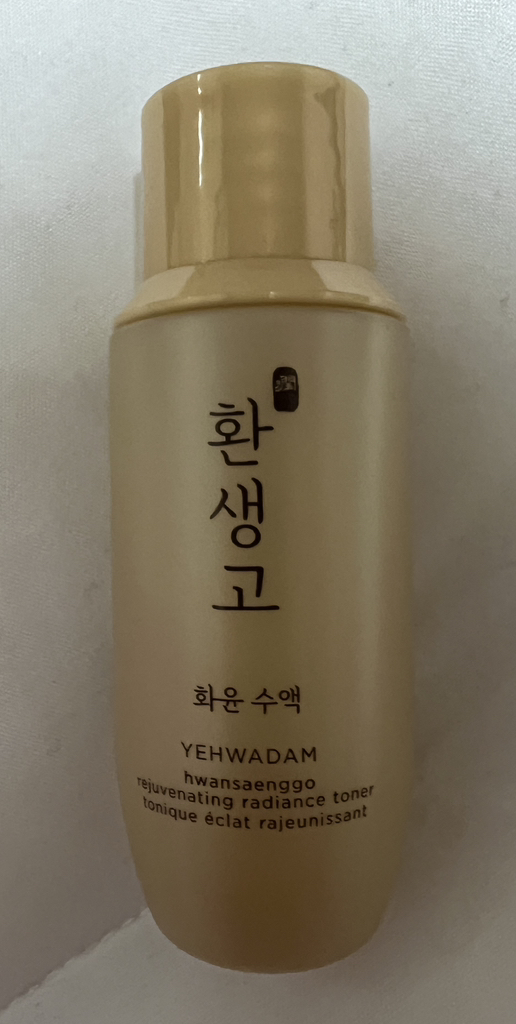 환
생
고
화윤 수액
YEHWADAM
hwansaenggo
rejuvenating radiance toner
tonique éclat rajeunissant